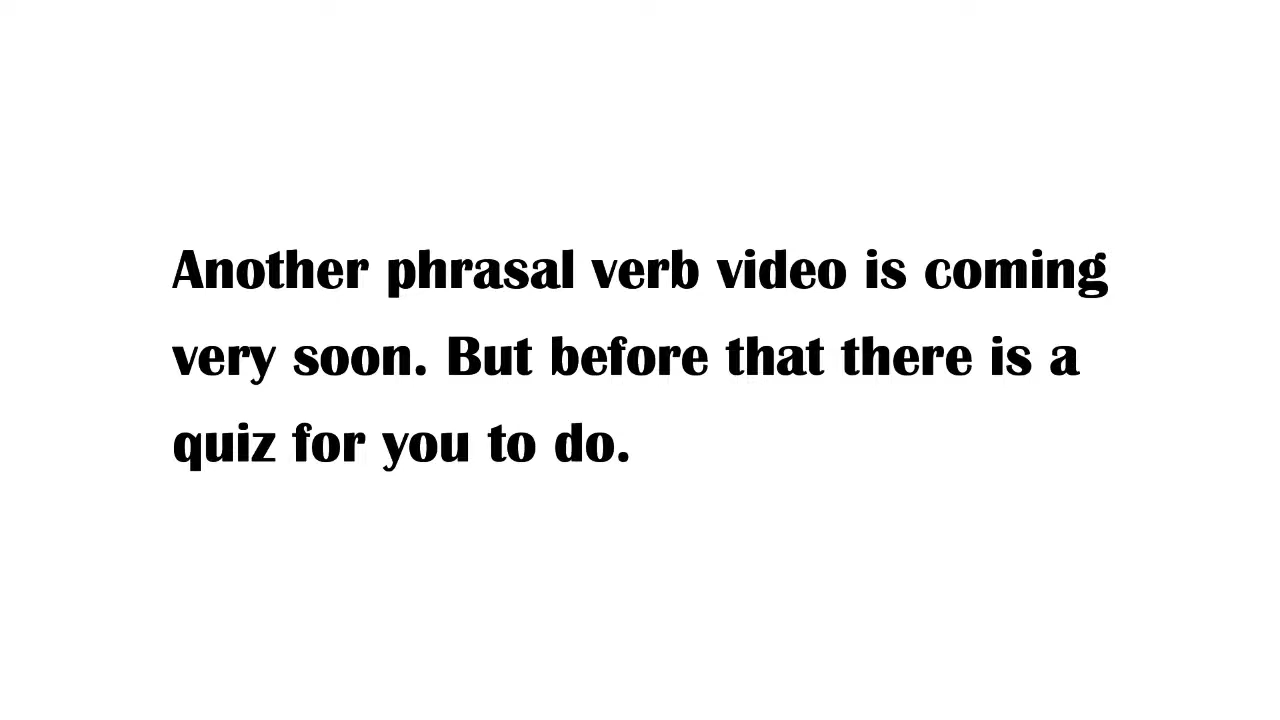 Another phrasal verb video is coming
very soon. But before that there is a
quiz for you to do.